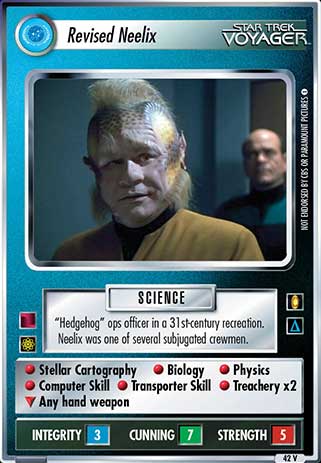 Revised Neelix
STAR TREK
VOYAGER
NOT ENDORSED BY CBS OR PARAMOUNT PICTURES
SCIENCE
“Hedgehog” ops officer in a 31st-century recreation.
Neelix was one of several subjugated crewmen.
Stellar Cartography Biology Physics
Computer Skill Transporter Skill Treachery x2
Any hand weapon
INTEGRITY 3 CUNNING 7 STRENGTH 5
42 V